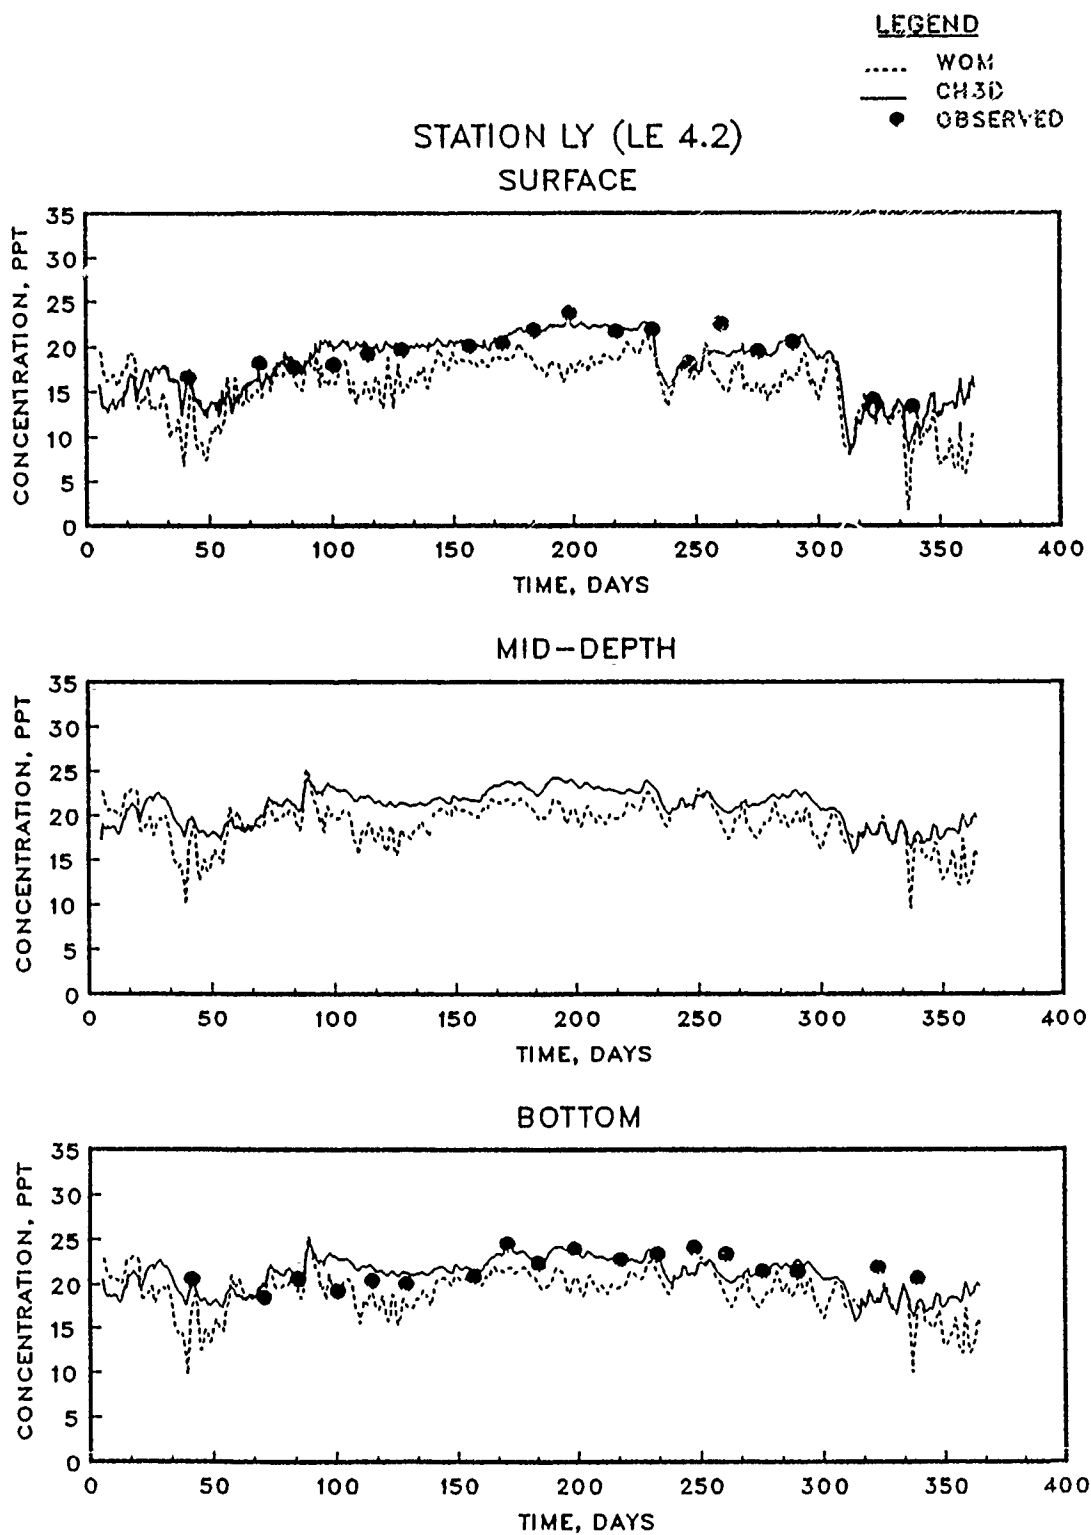 LEGEND
WQM
CH3D
OBSERVED
STATION LY (LE 4.2)
SURFACE
CONCENTRATION, PPT
35
30
25
20
15
10
5
0
0 50 100 150 200 250 300 350 400
TIME, DAYS
MID-DEPTH
CONCENTRATION, PPT
35
30
25
20
15
10
5
0
0 50 100 150 200 250 300 350 400
TIME, DAYS
BOTTOM
CONCENTRATION, PPT
35
30
25
20
15
10
5
0
0 50 100 150 200 250 300 350 400
TIME, DAYS